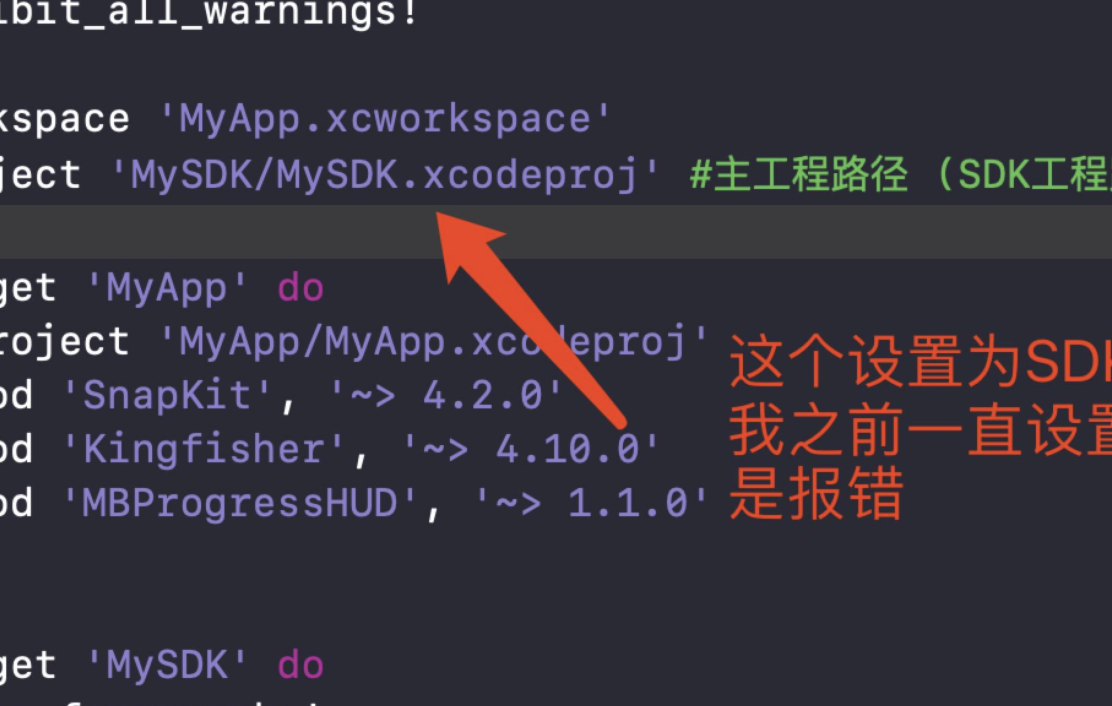 ibit_all_warnings!
kspace 'MyApp.xcworkspace'
ject 'MySDK/MySDK.xcodeproj' #主工程路径 (SDK工程
get 'MyApp' do
roject 'MyApp/MyApp.xcodeproj'
od 'SnapKit', '~> 4.2.0'
od 'Kingfisher', '~> 4.10.0'
od 'MBProgressHUD', '~> 1.1.0'
这个设置为SDK
我之前一直设置
是报错
get 'MySDK' do